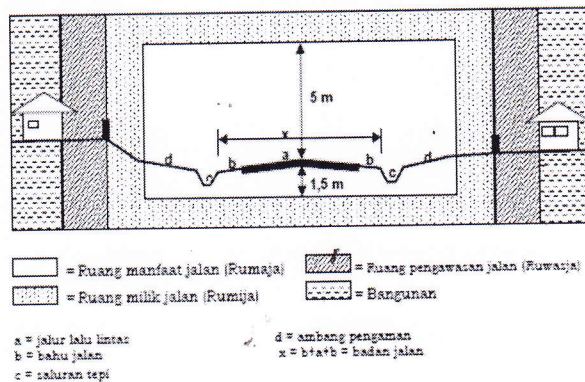 5 m
x
a
d
b
b
d
c
c
1,5 m
= Ruang manfaat jalan (Rumaja)
= Ruang pengawasan jalan (Ruwasja)
= Ruang milik jalan (Rumija)
= Bangunan
a = jalur lalu lintas
d = ambang pengaman
b = bahu jalan
x = b+a+b = badan jalan
c = saluran tepi